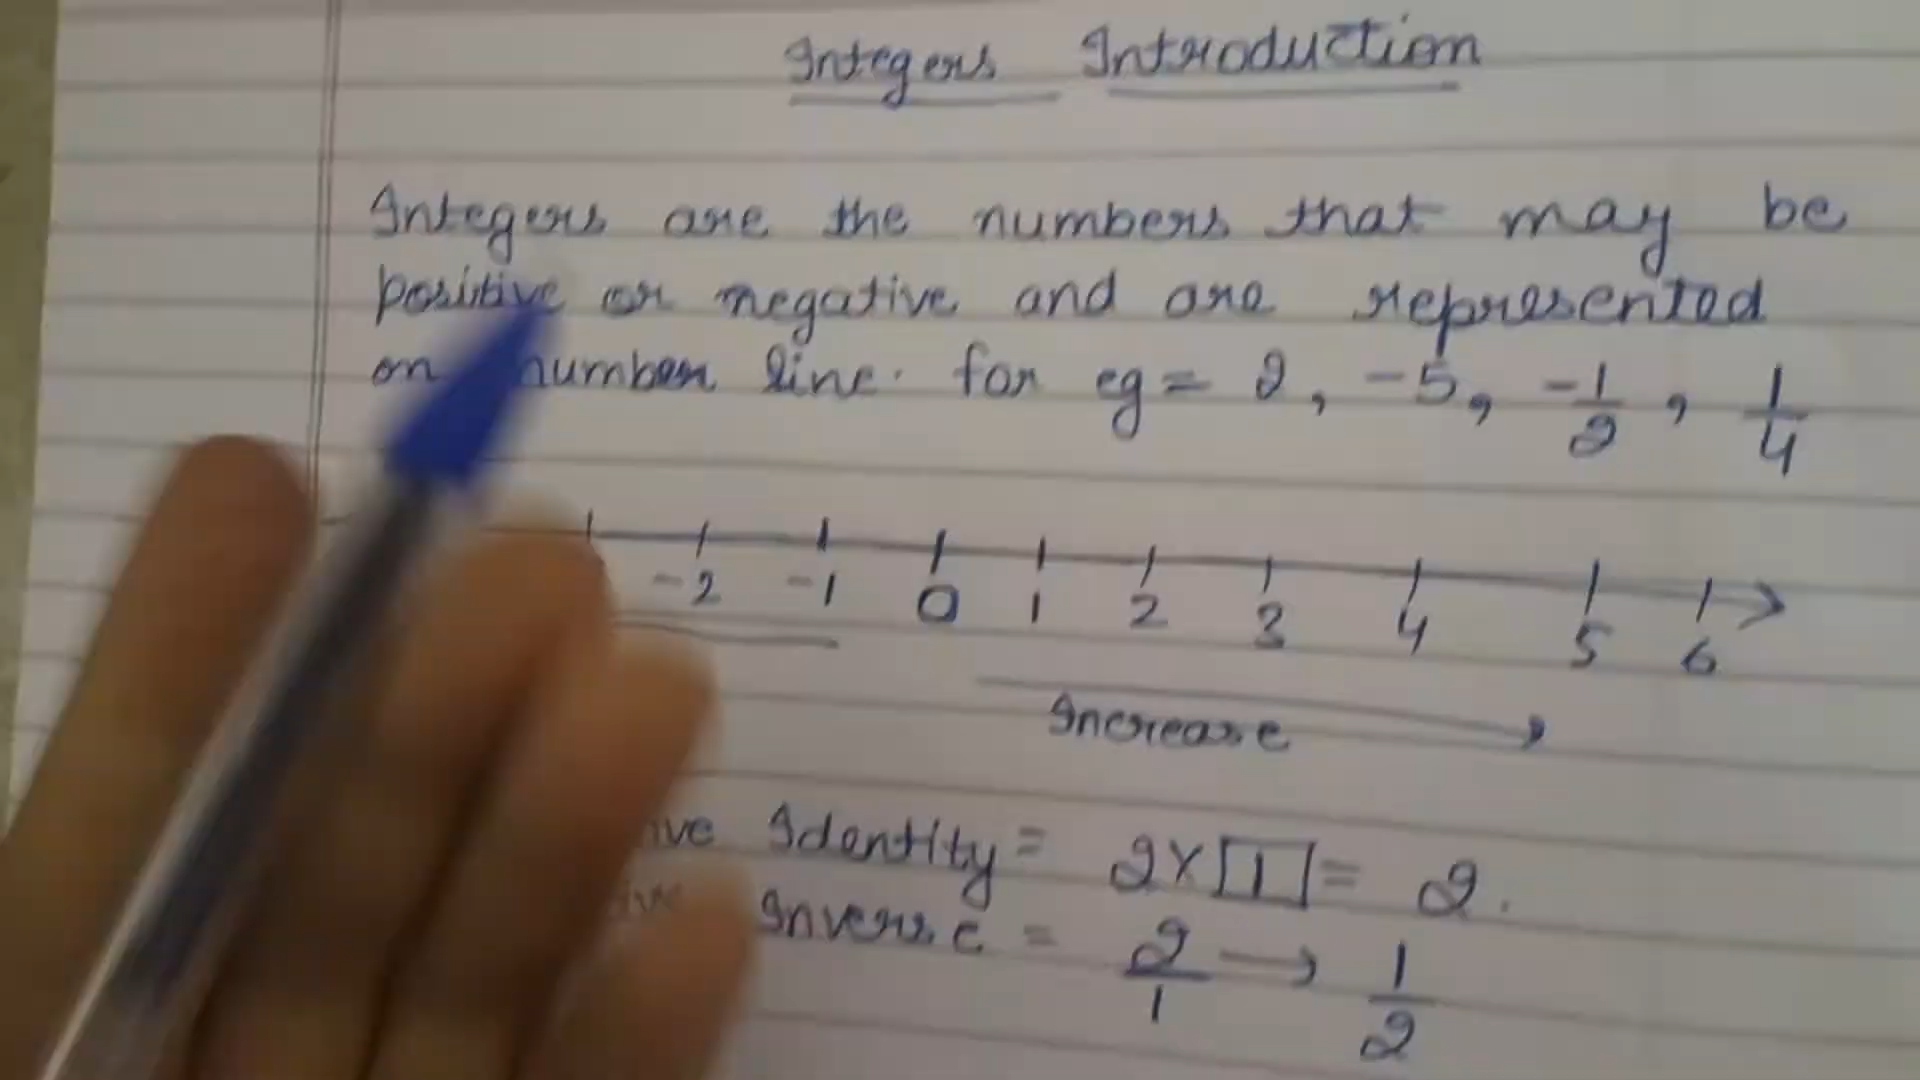 Integers Introduction
Integers are the numbers that may be
positive or negative and are represented
on number line. for eg = 2, -5, -1/2, 1/4
-2 -1 0 1 2 3 4 5 6
Increase
Identity = 2 x 1 = 2.
Inverse = 2/1 → 1/2